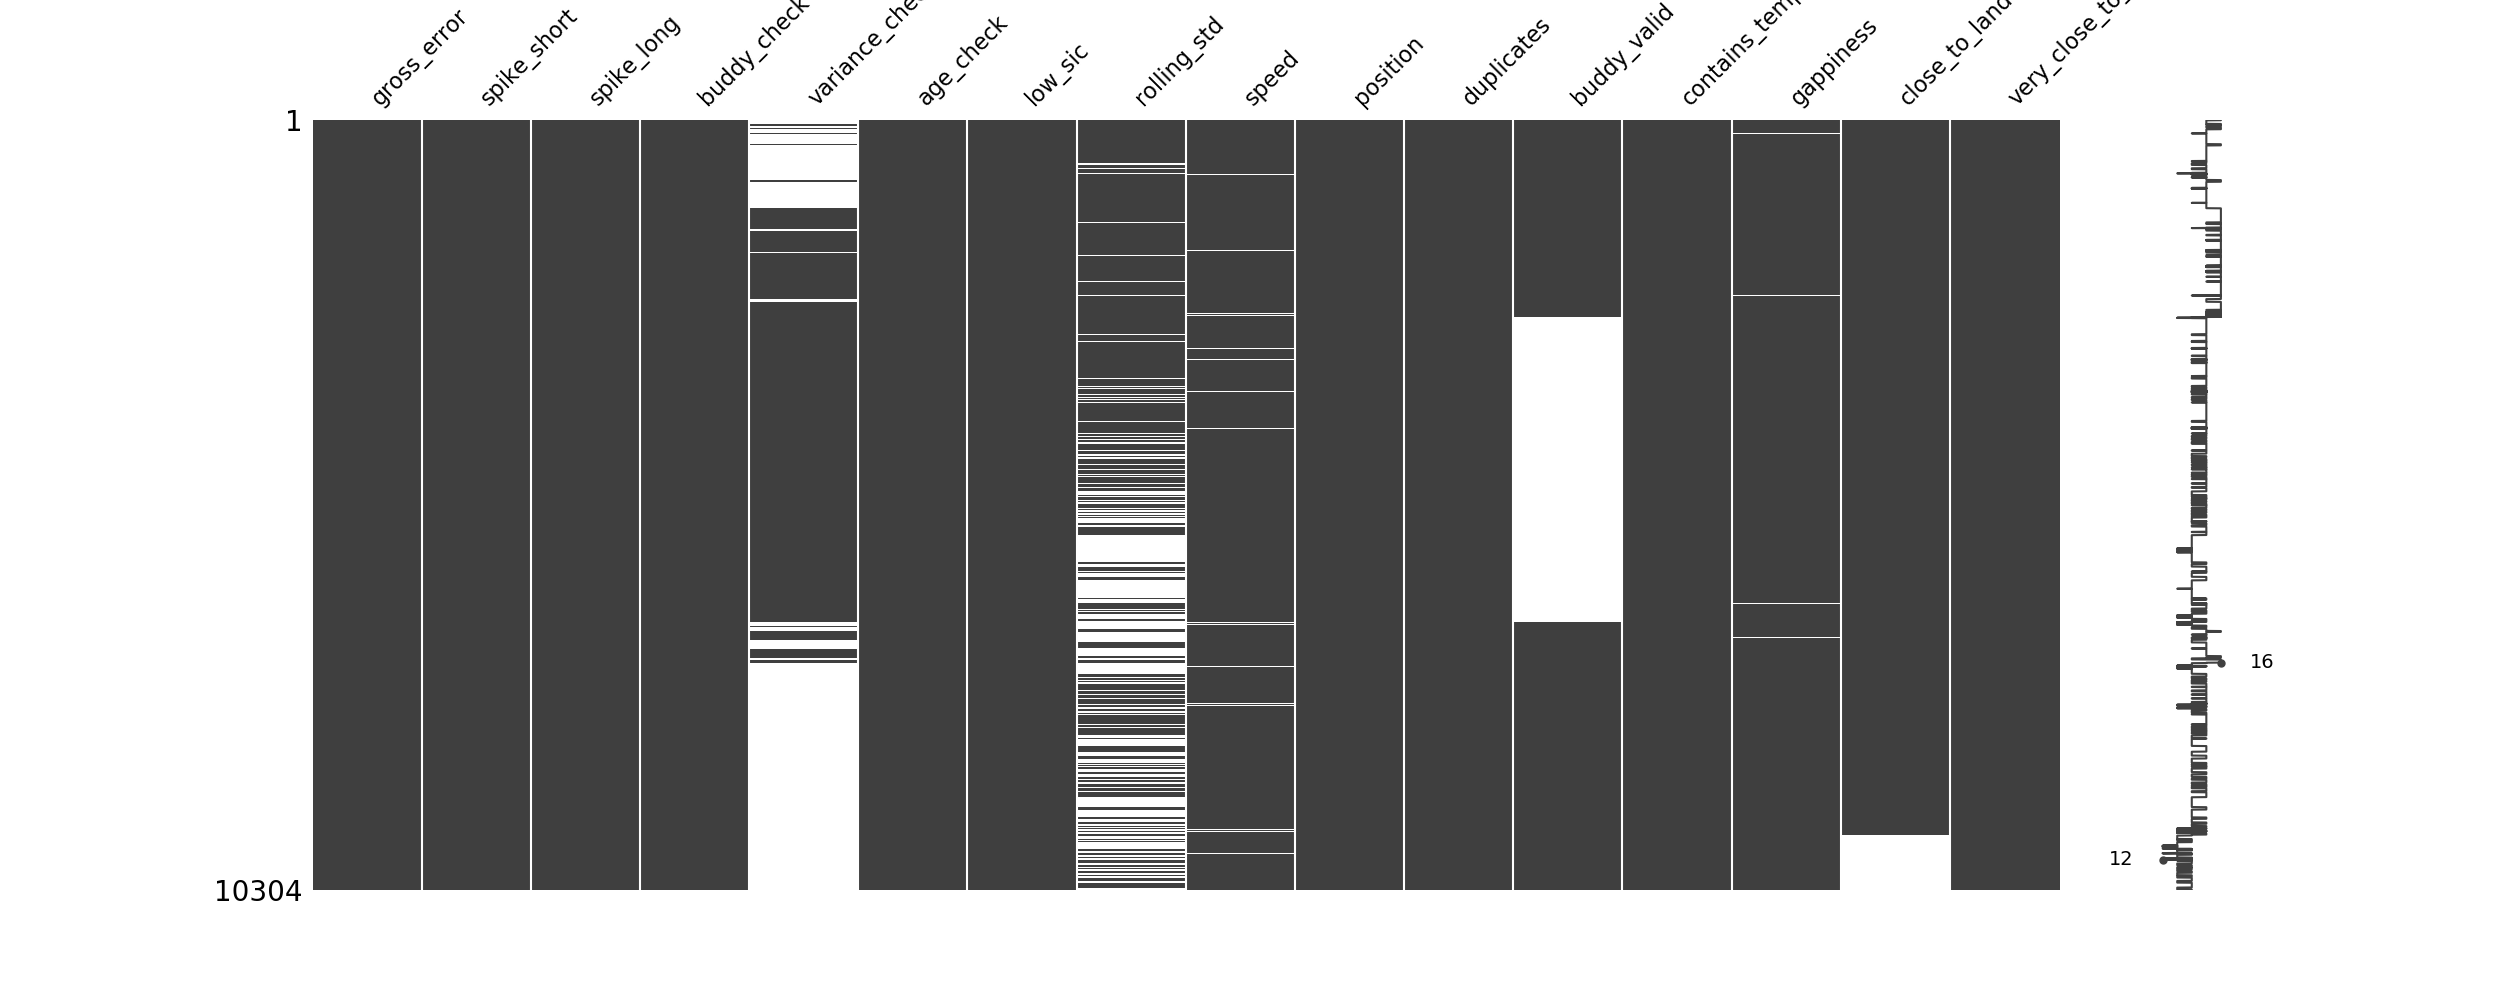 gross_error
spike_short
spike_long
buddy_check
age_check
low_sic
rolling_std
speed
position
duplicates
buddy_valid
gappiness
close_to_land
1
16
12
10304